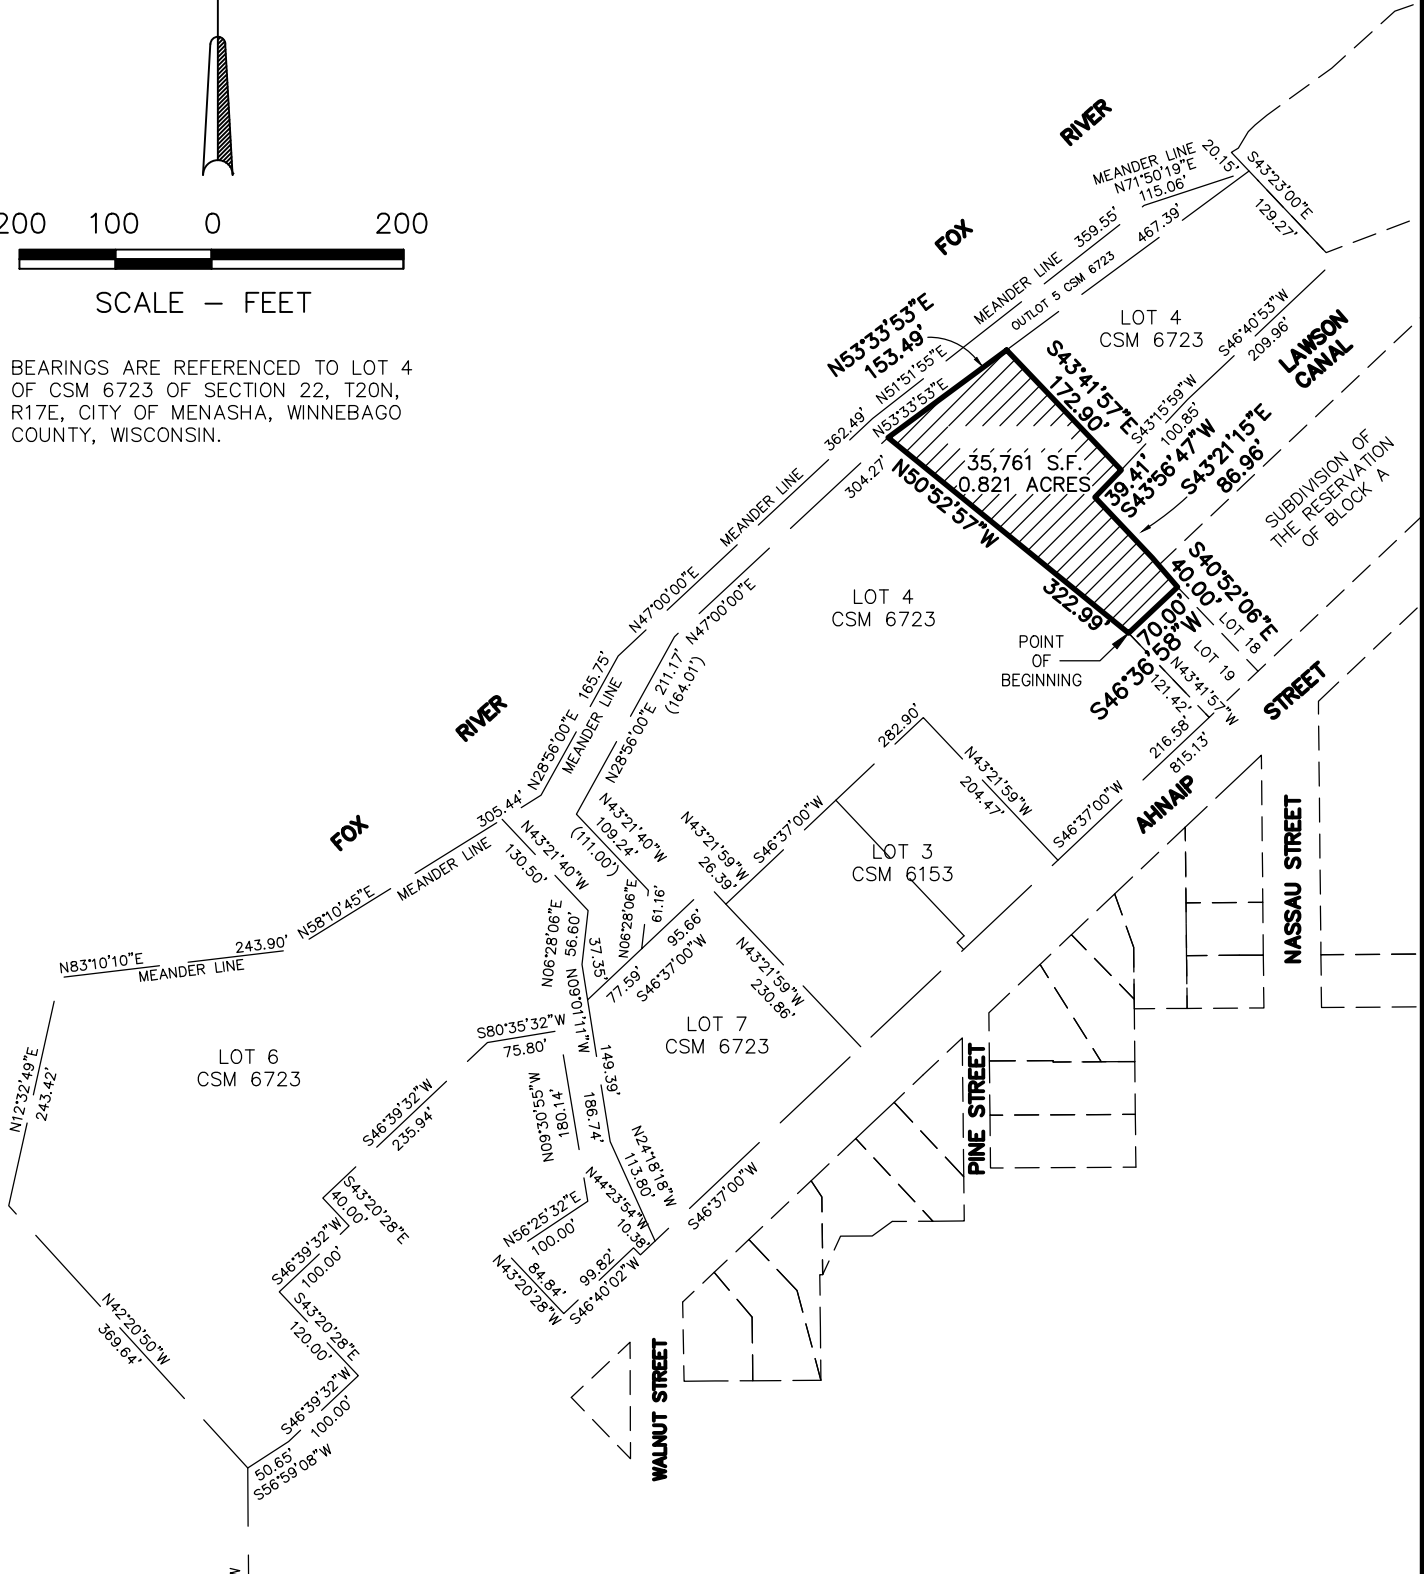 200 100 0 200
SCALE – FEET
BEARINGS ARE REFERENCED TO LOT 4
OF CSM 6723 OF SECTION 22, T20N,
R17E, CITY OF MENASHA, WINNEBAGO
COUNTY, WISCONSIN.
RIVER
FOX
MEANDER LINE
N71°50'19"E
115.06'
20.15'
S43°23'00"E
129.27'
MEANDER LINE 359.55'
OUTLOT 5 CSM 6723 467.39'
N53°33'53"E
153.49'
LOT 4
CSM 6723
S46°40'53"W
209.96'
LAWSON
CANAL
S43°41'57"E
172.90'
362.49' N51°51'55"E
N53°33'53"E
304.27'
S43°15'59"W
100.85'
39.41'
S43°56'47"W
S43°21'15"E
86.96'
35,761 S.F.
0.821 ACRES
SUBDIVISION OF
THE RESERVATION
OF BLOCK A
N50°52'57"W
322.99'
MEANDER LINE
S40°52'06"E
40.00'
70.00'
S46°36'58"W
LOT 18
LOT 19
POINT
OF
BEGINNING
N43°41'57"W
121.42'
N47°00'00"E
N47°00'00"E
LOT 4
CSM 6723
STREET
RIVER
N28°56'00"E 165.75'
MEANDER LINE
N28°56'00"E 211.17'
(164.01')
282.90'
N43°21'59"W
204.47'
216.58'
815.13'
S46°37'00"W
AHNAIP
NASSAU STREET
FOX
305.44'
N43°21'40"W
130.50'
N43°21'40"W
109.24'
(111.00')
N43°21'59"W
26.39'
S46°37'00"W
LOT 3
CSM 6153
N58°10'45"E
MEANDER LINE
N83°10'10"E 243.90'
MEANDER LINE
N06°28'06"E 56.60'
37.35'
N06°28'06"E
61.16'
95.66'
77.59'
S46°37'00"W
N43°21'59"W
230.86'
N09°01'11"W
149.39'
S80°35'32"W
75.80'
LOT 7
CSM 6723
LOT 6
CSM 6723
N12°32'49"E
243.42'
S46°39'32"W
235.94'
N09°30'55"W
180.14'
186.74'
N24°18'18"W
113.80'
PINE STREET
S43°20'28"E
40.00'
N44°23'54"W
10.38'
N56°25'32"E
100.00'
S46°37'00"W
S46°39'32"W
100.00'
N43°20'28"W
84.84'
99.82'
S46°40'02"W
N42°20'50"W
369.64'
S43°20'28"E
120.00'
S46°39'32"W
100.00'
50.65'
S56°59'08"W
WALNUT STREET
W